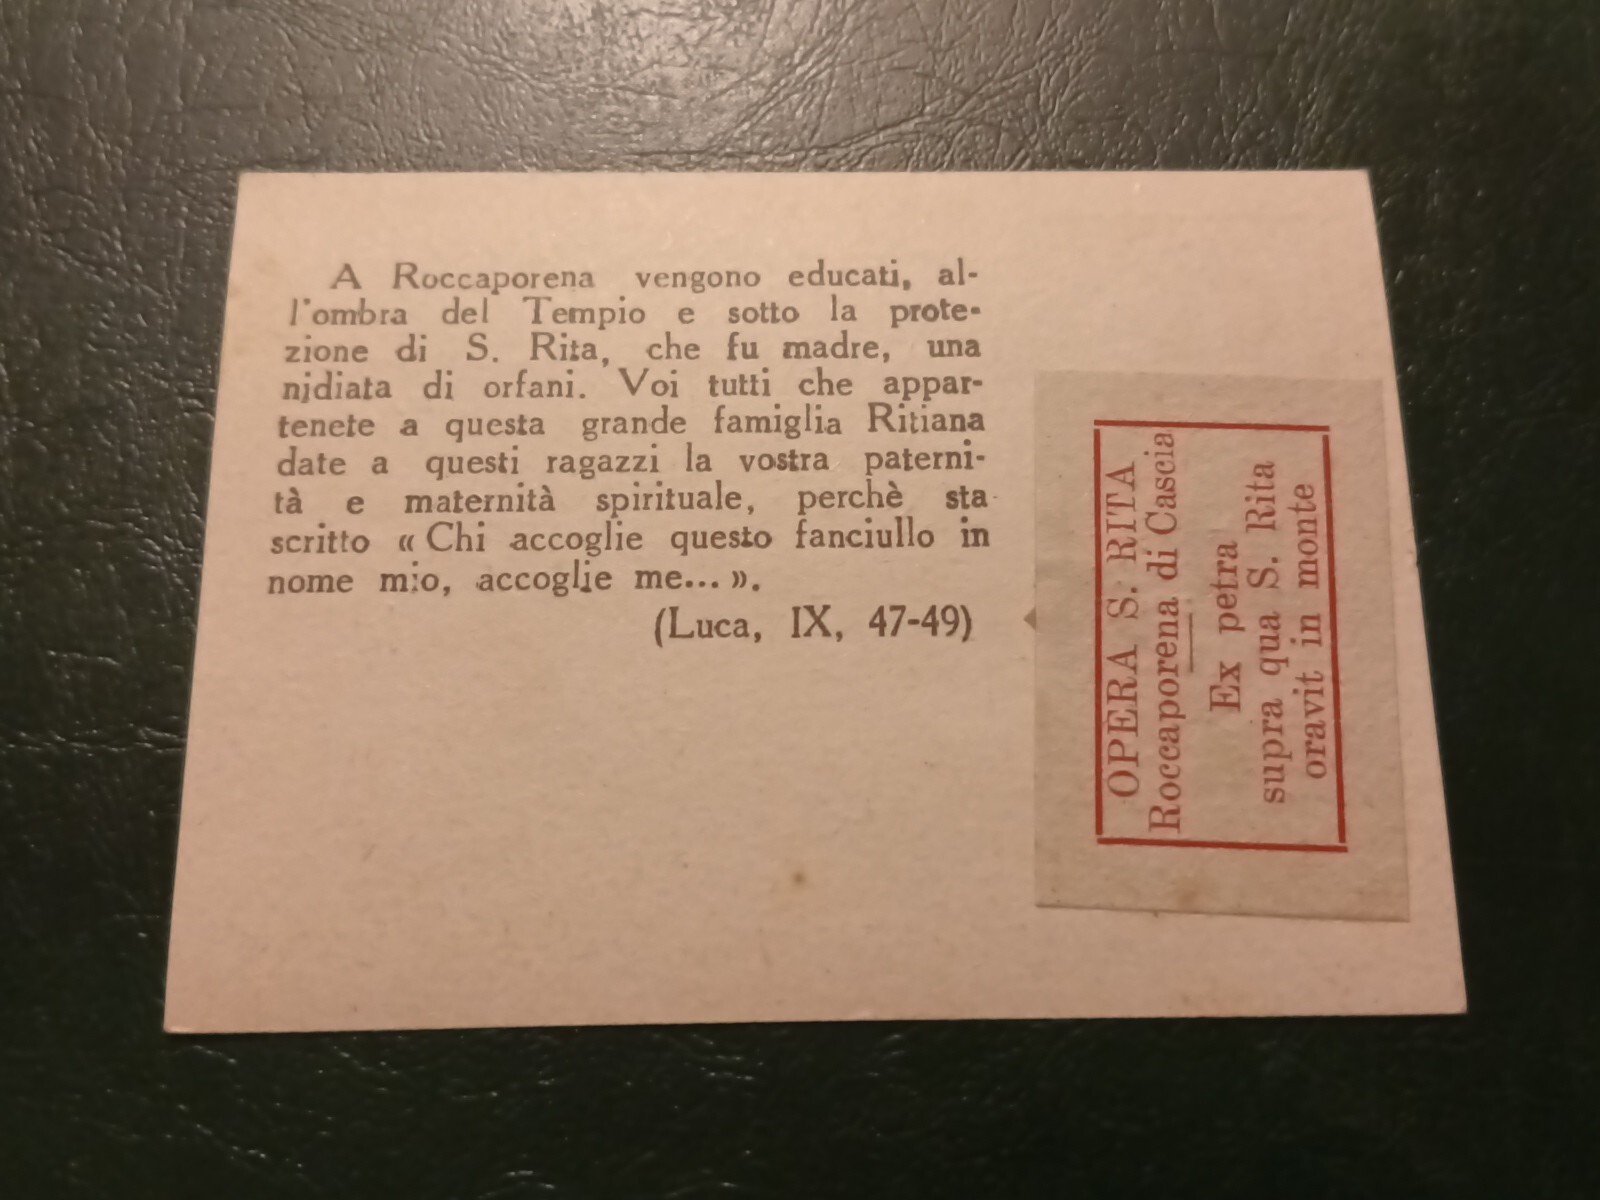 A Roccaporena vengono educati, al-
l'ombra del Tempio e sotto la prote-
zione di S. Rita, che fu madre, una
nidiata di orfani. Voi tutti che appar-
tenete a questa grande famiglia Ritiana
date a questi ragazzi la vostra paterni-
tà e maternità spirituale, perchè sta
scritto « Chi accoglie questo fanciullo in
nome mio, accoglie me... ».
(Luca, IX, 47-49)
OPERA S. RITA
Roccaporena di Cascia
Ex petra
supra qua S. Rita
oravit in monte